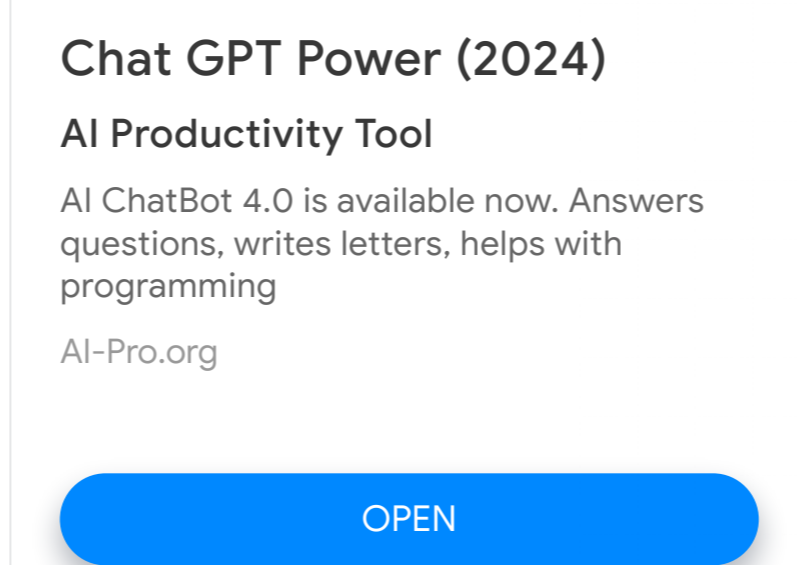 Chat GPT Power (2024)
AI Productivity Tool
AI ChatBot 4.0 is available now. Answers
questions, writes letters, helps with
programming
AI-Pro.org
OPEN